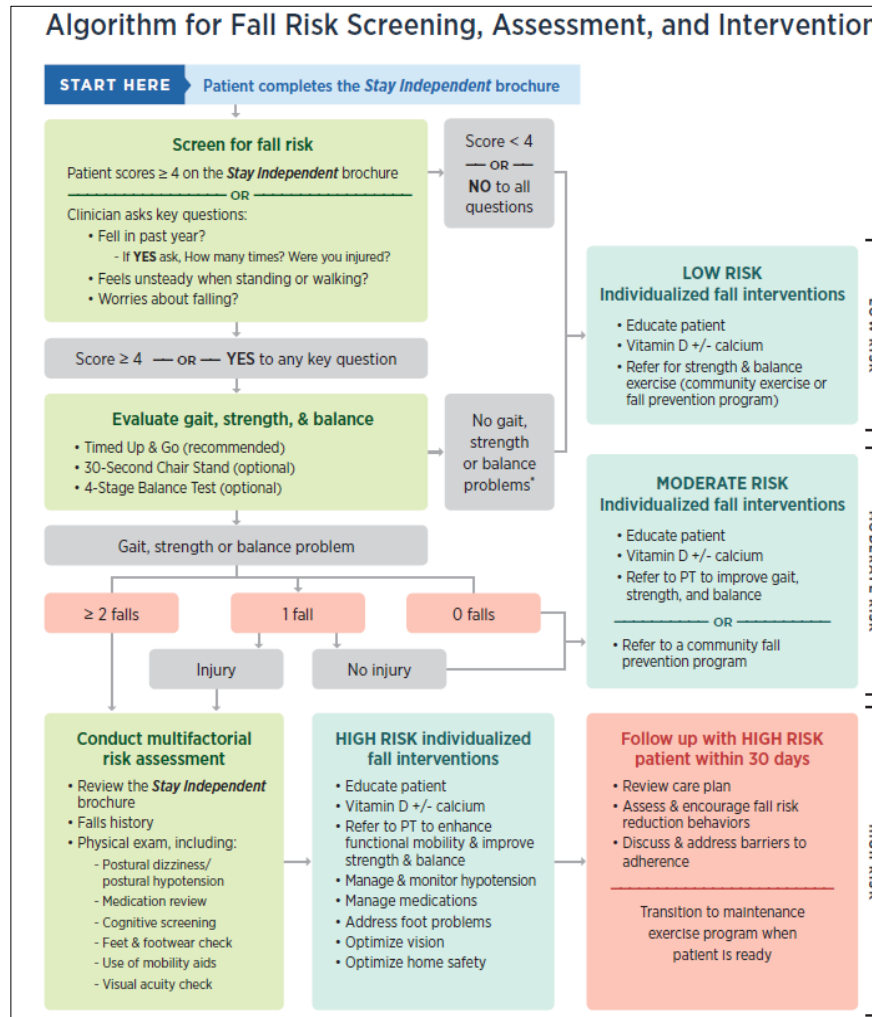 Algorithm for Fall Risk Screening, Assessment, and Intervention
START HERE
Patient completes the Stay Independent brochure
Screen for fall risk
Patient scores ≥ 4 on the Stay Independent brochure
OR
Clinician asks key questions:
• Fell in past year?
- If YES ask, How many times? Were you injured?
• Feels unsteady when standing or walking?
• Worries about falling?
Score < 4
OR
NO to all
questions
Score ≥ 4 — OR — YES to any key question
Evaluate gait, strength, & balance
• Timed Up & Go (recommended)
• 30-Second Chair Stand (optional)
• 4-Stage Balance Test (optional)
No gait,
strength
or balance
problems*
LOW RISK
Individualized fall interventions
• Educate patient
• Vitamin D +/- calcium
• Refer for strength & balance
exercise (community exercise or
fall prevention program)
Gait, strength or balance problem
≥ 2 falls
1 fall
0 falls
Injury
No injury
MODERATE RISK
Individualized fall interventions
• Educate patient
• Vitamin D +/- calcium
• Refer to PT to improve gait,
strength, and balance
OR
• Refer to a community fall
prevention program
Conduct multifactorial
risk assessment
• Review the Stay Independent
brochure
• Falls history
• Physical exam, including:
- Postural dizziness/
postural hypotension
- Medication review
- Cognitive screening
- Feet & footwear check
- Use of mobility aids
- Visual acuity check
HIGH RISK individualized
fall interventions
• Educate patient
• Vitamin D +/- calcium
• Refer to PT to enhance
functional mobility & improve
strength & balance
• Manage & monitor hypotension
• Manage medications
• Address foot problems
• Optimize vision
• Optimize home safety
Follow up with HIGH RISK
patient within 30 days
• Review care plan
• Assess & encourage fall risk
reduction behaviors
• Discuss & address barriers to
adherence
Transition to maintenance
exercise program when
patient is ready